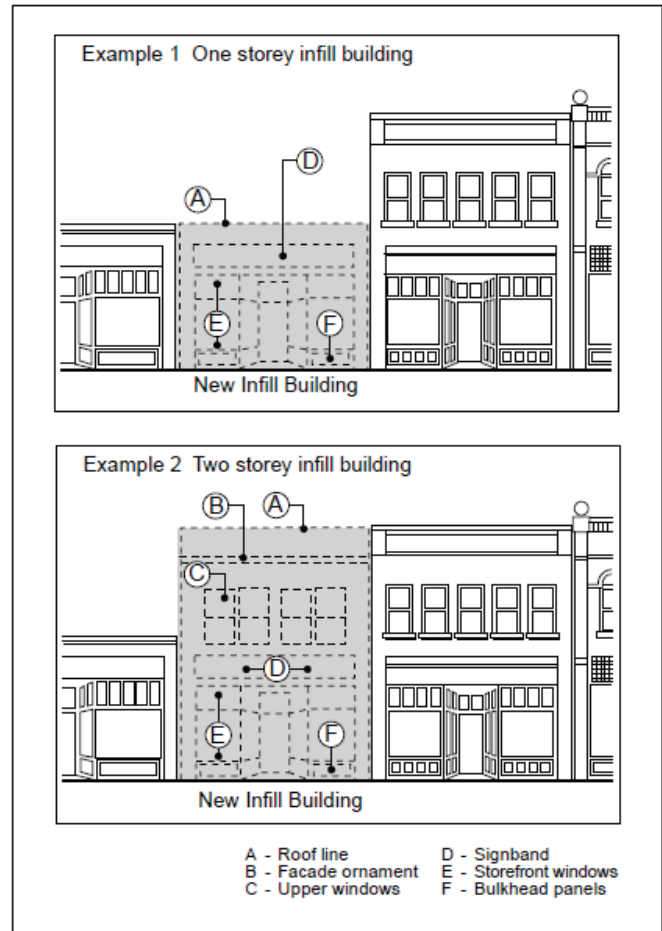 Example 1 One storey infill building
D
A
E
F
New Infill Building
Example 2 Two storey infill building
B
A
C
D
E
F
New Infill Building
A - Roof line
B - Facade ornament
C - Upper windows
D - Signband
E - Storefront windows
F - Bulkhead panels